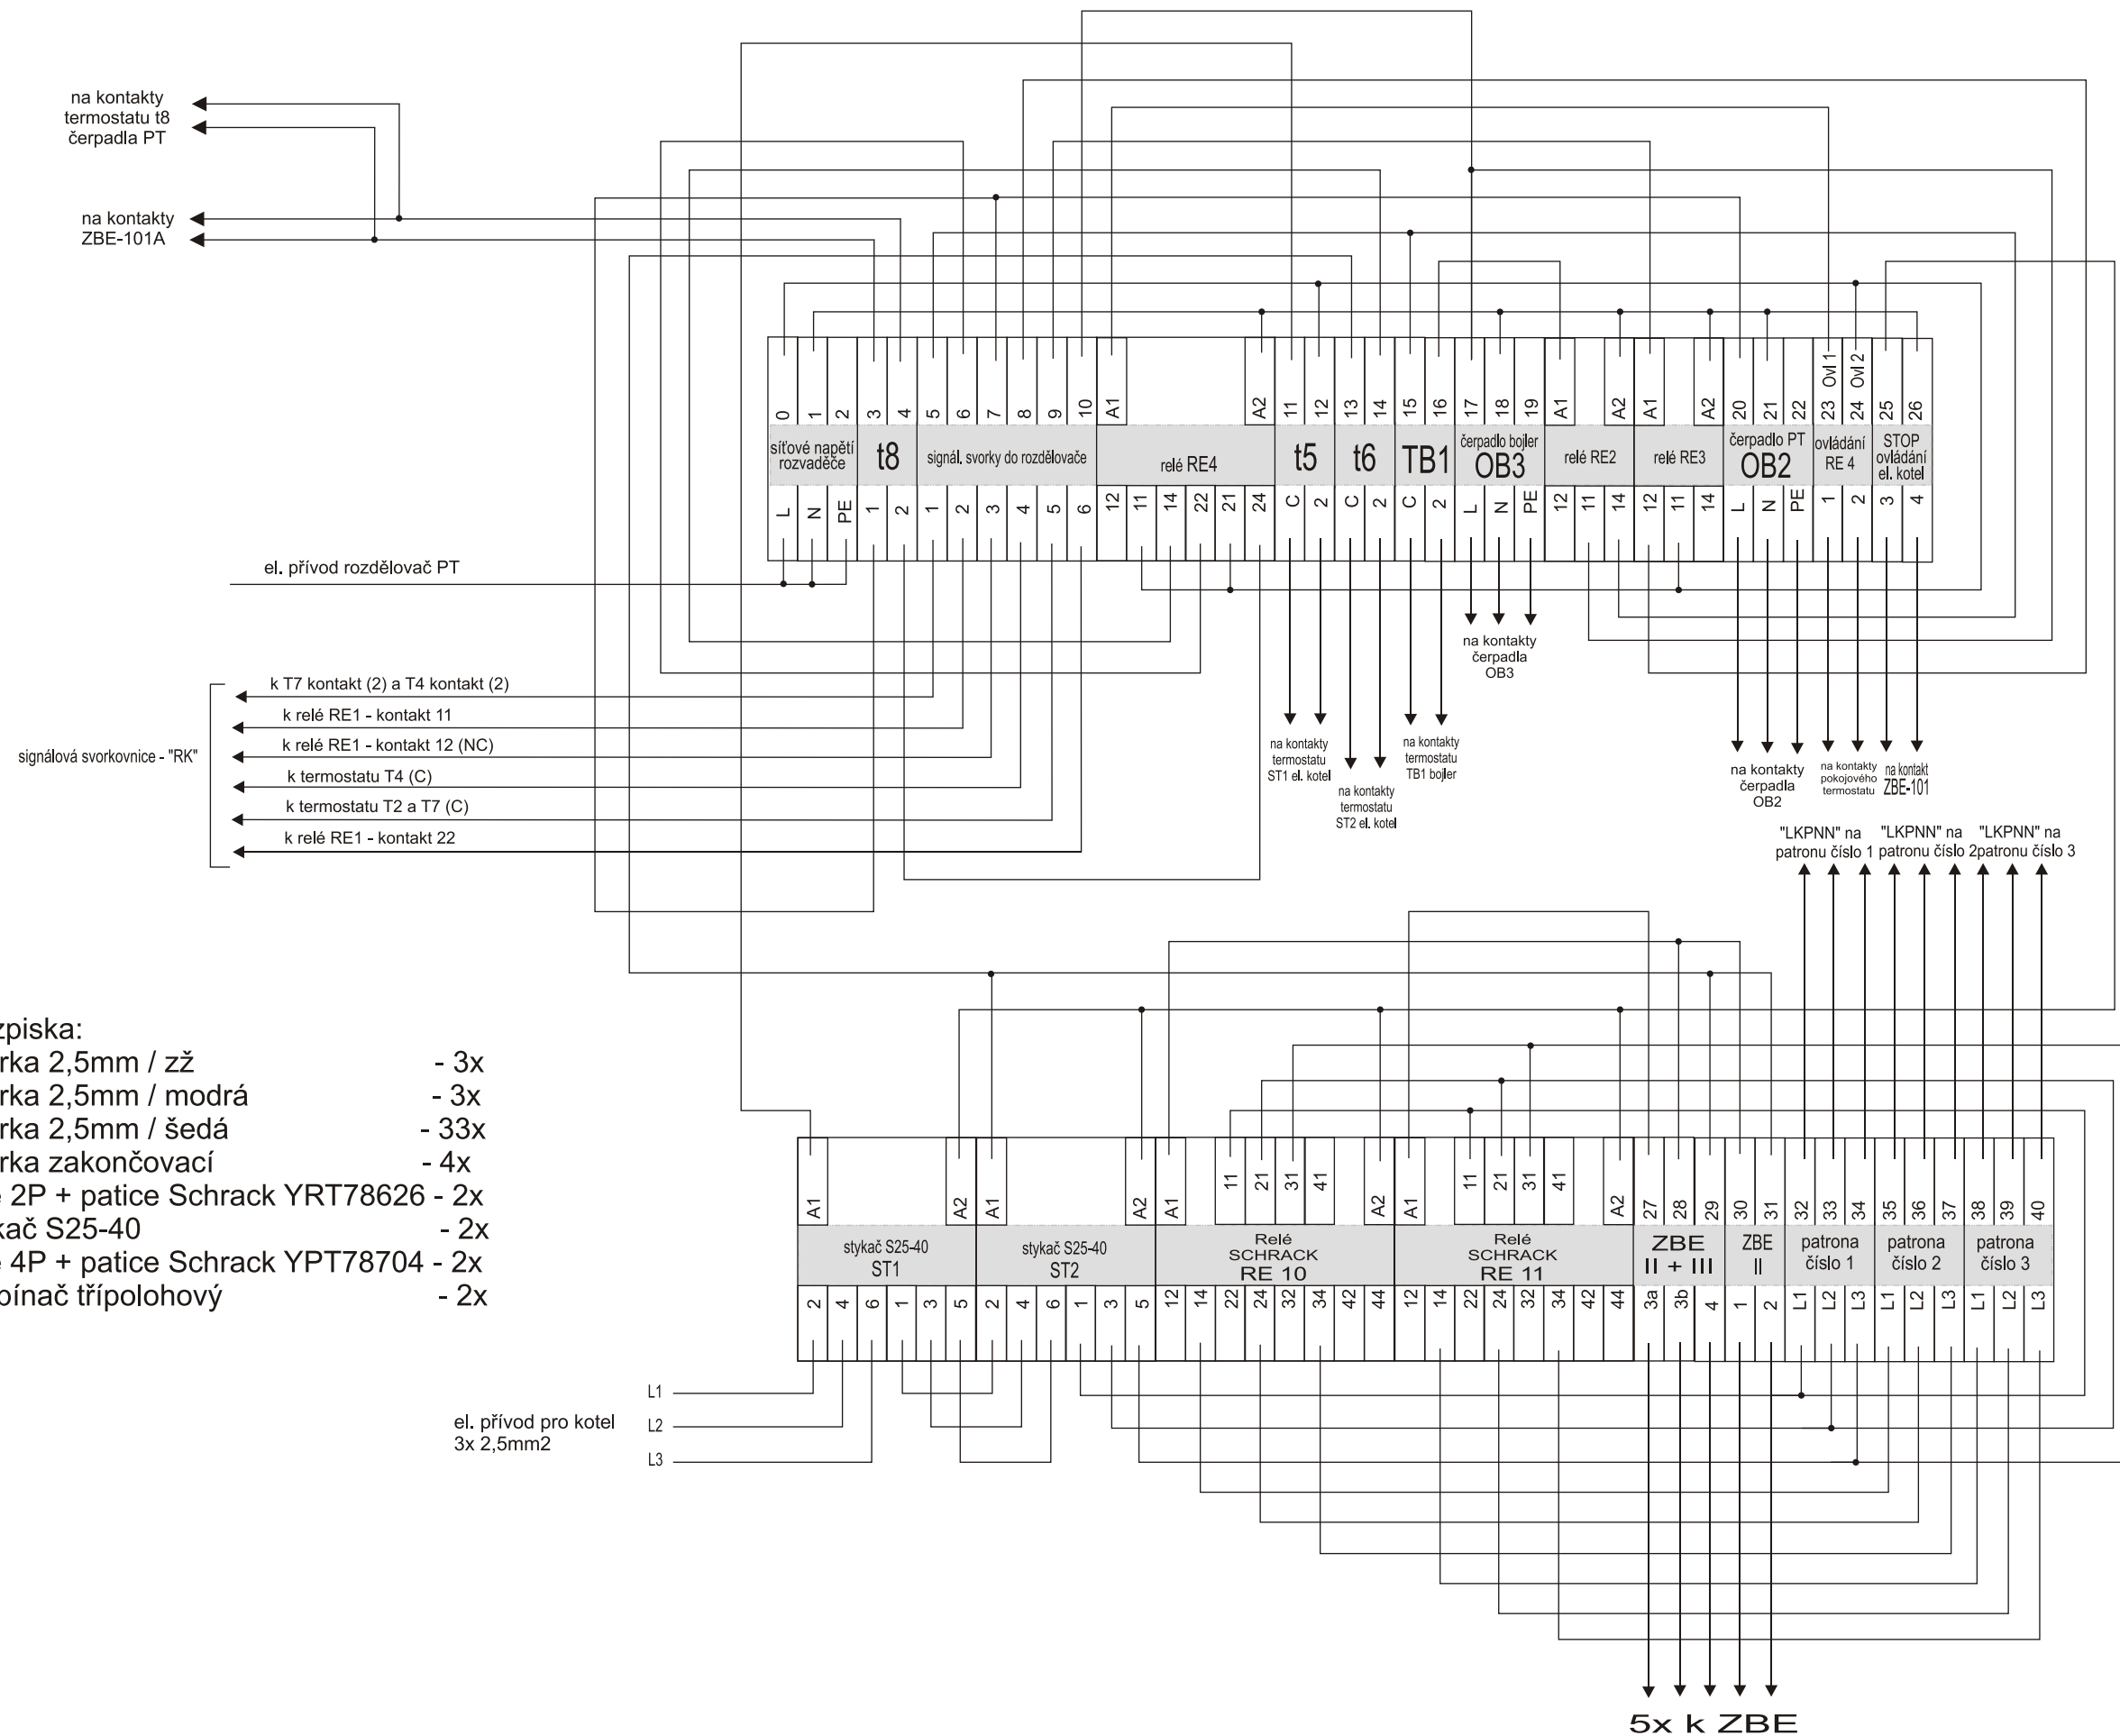 na kontakty
termostatu t8
čerpadla PT
na kontakty
ZBE-101A
0 1 2 3 4 5 6 7 8 9 10 A1 A2 11 12 13 14 15 16 17 18 19 A1 A2 A1 A2 20 21 22 23 Ovl 1 24 Ovl 2 25 26
síťové napětí
rozvaděče
t8
signál. svorky do rozdělovače
relé RE4
t5
t6
TB1
čerpadlo bojler
OB3
relé RE2
relé RE3
čerpadlo PT
OB2
ovládání
RE 4
STOP
ovládání
el. kotel
L N PE 1 2 1 2 3 4 5 6 12 11 14 22 21 24 C 2 C 2 C 2 L N PE 12 11 14 12 11 14 L N PE 1 2 3 4
el. přívod rozdělovač PT
signálová svorkovnice - "RK"
k T7 kontakt (2) a T4 kontakt (2)
k relé RE1 - kontakt 11
k relé RE1 - kontakt 12 (NC)
k termostatu T4 (C)
k termostatu T2 a T7 (C)
k relé RE1 - kontakt 22
na kontakty
termostatu
ST1 el. kotel
na kontakty
termostatu
ST2 el. kotel
na kontakty
termostatu
TB1 bojler
na kontakty
čerpadla
OB3
na kontakty
čerpadla
OB2
na kontakty
pokojového
termostatu
na kontakt
ZBE-101
"LKPNN" na
patronu číslo 1
"LKPNN" na
patronu číslo 2
"LKPNN" na
patronu číslo 3
zpiska:
rka 2,5mm / zž - 3x
rka 2,5mm / modrá - 3x
rka 2,5mm / šedá - 33x
rka zakončovací - 4x
é 2P + patice Schrack YRT78626 - 2x
kač S25-40 - 2x
é 4P + patice Schrack YPT78704 - 2x
pínač třípolohový - 2x
A1 A2 A1 A2 A1 11 21 31 41 A2 A1 11 21 31 41 A2 27 28 29 30 31 32 33 34 35 36 37 38 39 40
stykač S25-40
ST1
stykač S25-40
ST2
Relé
SCHRACK
RE 10
Relé
SCHRACK
RE 11
ZBE
II + III
ZBE
II
patrona
číslo 1
patrona
číslo 2
patrona
číslo 3
2 4 6 1 3 5 2 4 6 1 3 5 12 14 22 24 32 34 42 44 12 14 22 24 32 34 42 44 3a 3b 4 1 2 L1 L2 L3 L1 L2 L3 L1 L2 L3
el. přívod pro kotel
3x 2,5mm2
L1
L2
L3
5x k ZBE